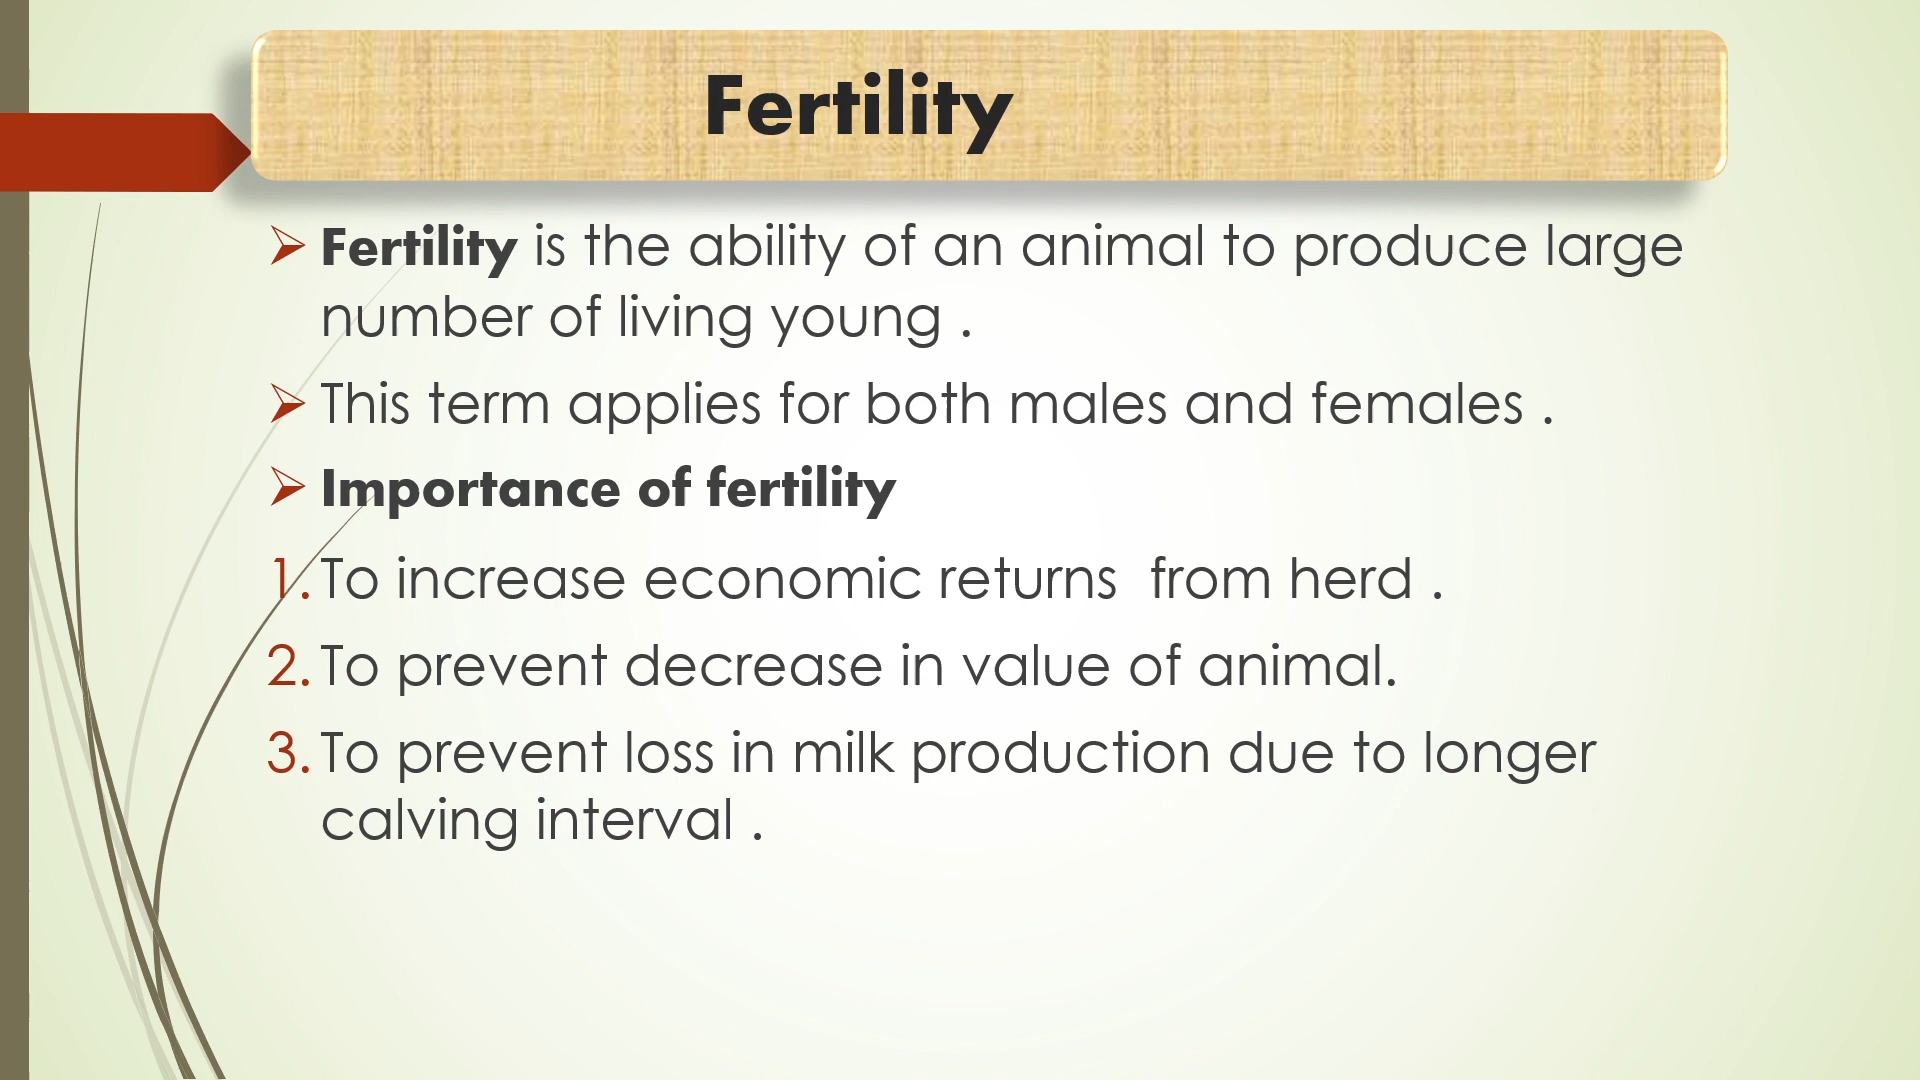 Fertility
Fertility is the ability of an animal to produce large
number of living young .
This term applies for both males and females .
Importance of fertility
1. To increase economic returns  from herd .
2. To prevent decrease in value of animal.
3. To prevent loss in milk production due to longer
calving interval .